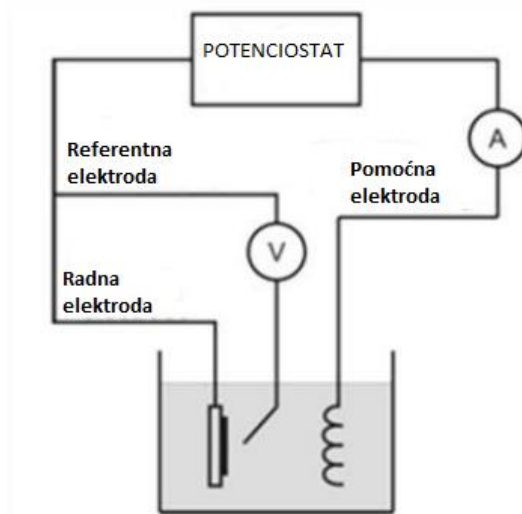 POTENCIOSTAT
A
Referentna
elektroda
Pomoćna
elektroda
V
Radna
elektroda